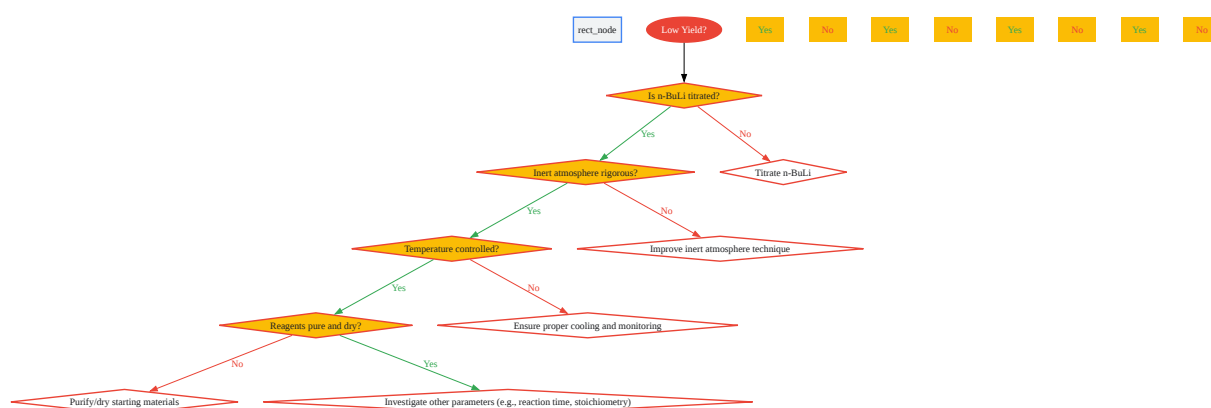 rect_node
Low Yield?
Yes
No
Yes
No
Yes
No
Yes
No
Is n-BuLi titrated?
Yes
No
Inert atmosphere rigorous?
Titrate n-BuLi
Yes
No
Temperature controlled?
Improve inert atmosphere technique
Yes
No
Reagents pure and dry?
Ensure proper cooling and monitoring
No
Yes
Purify/dry starting materials
Investigate other parameters (e.g., reaction time, stoichiometry)